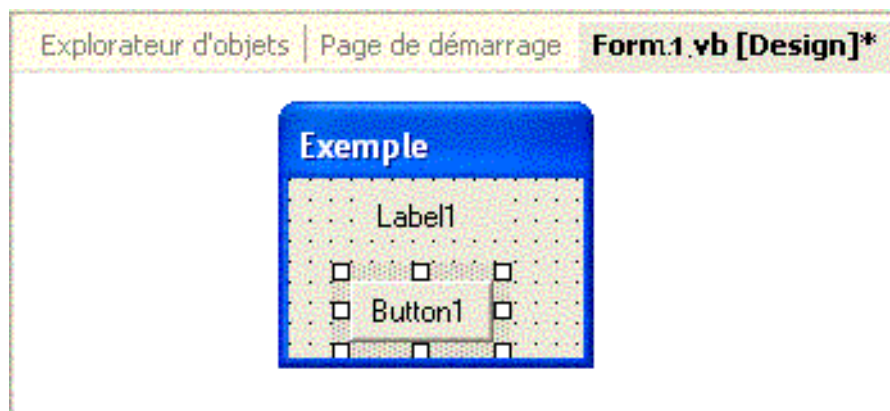 Explorateur d'objets | Page de démarrage Form1.vb [Design]*
Exemple
Label1
Button1